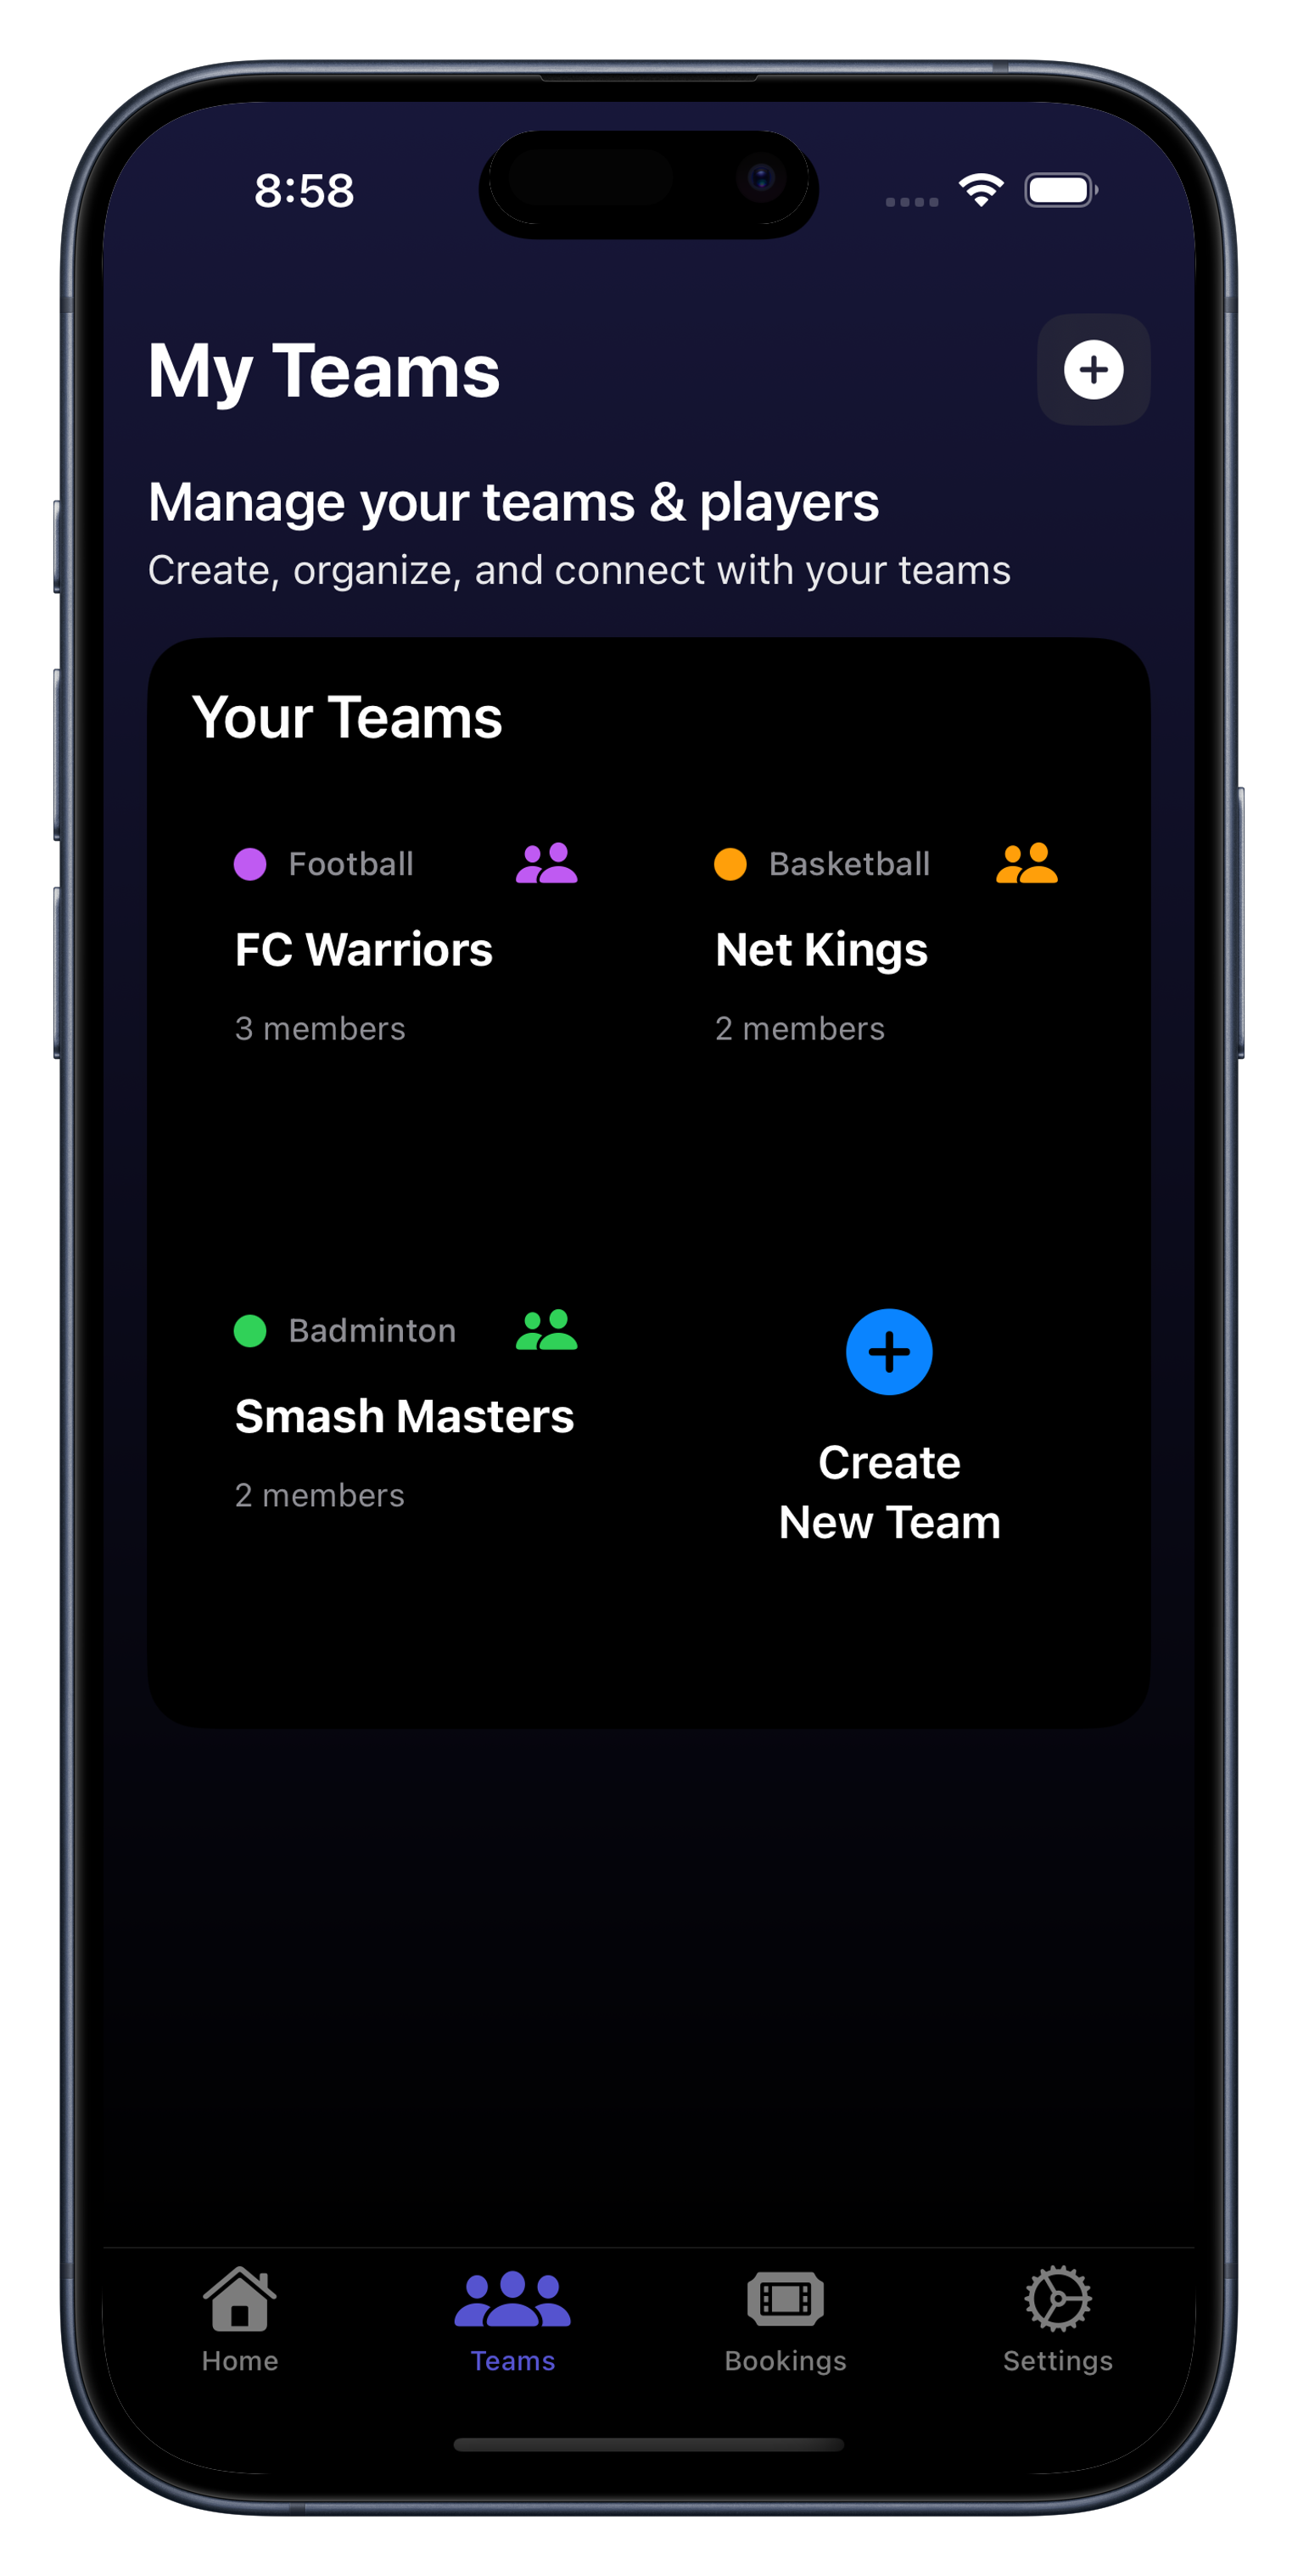 8:58
My Teams
Manage your teams & players
Create, organize, and connect with your teams
Your Teams
Football
FC Warriors
3 members
Basketball
Net Kings
2 members
Badminton
Smash Masters
2 members
Create
New Team
Home
Teams
Bookings
Settings